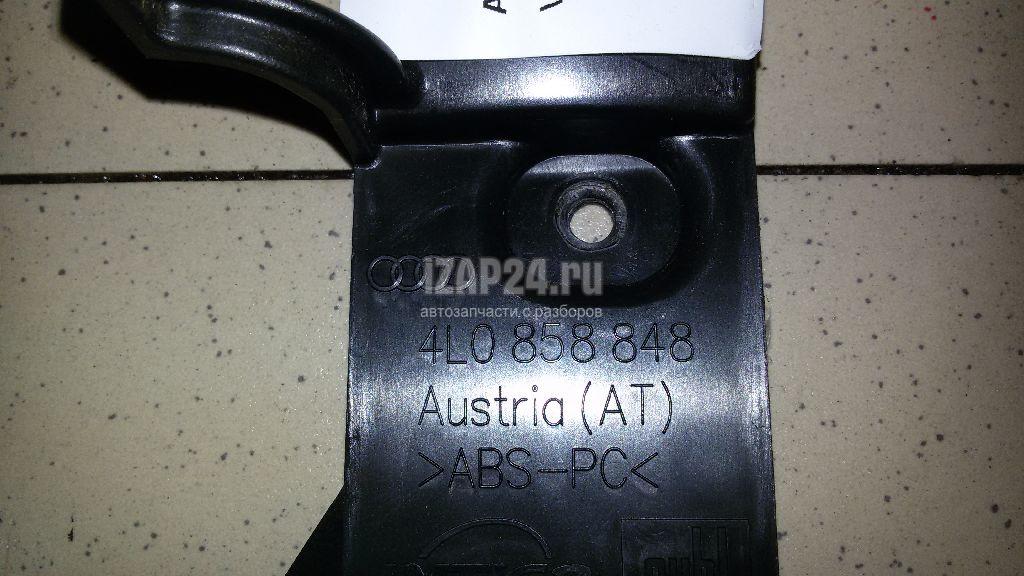 iZAP24.ru
автозапчасти с разборов
4L0 858 848
Austria (AT)
>ABS-PC<